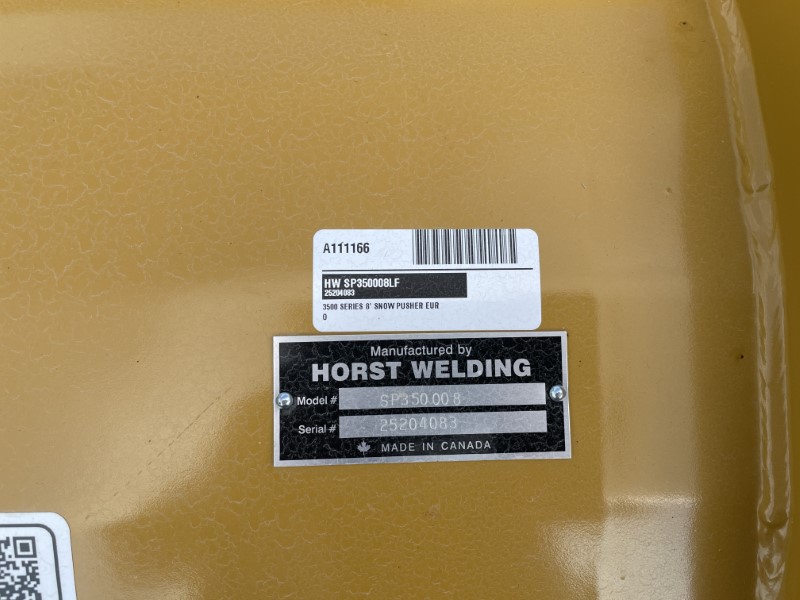 A111166
HW SP350008LF
25204083
3500 SERIES 8' SNOW PUSHER EUR
0
Manufactured by
HORST WELDING
Model # SP350008
Serial # 25204083
MADE IN CANADA